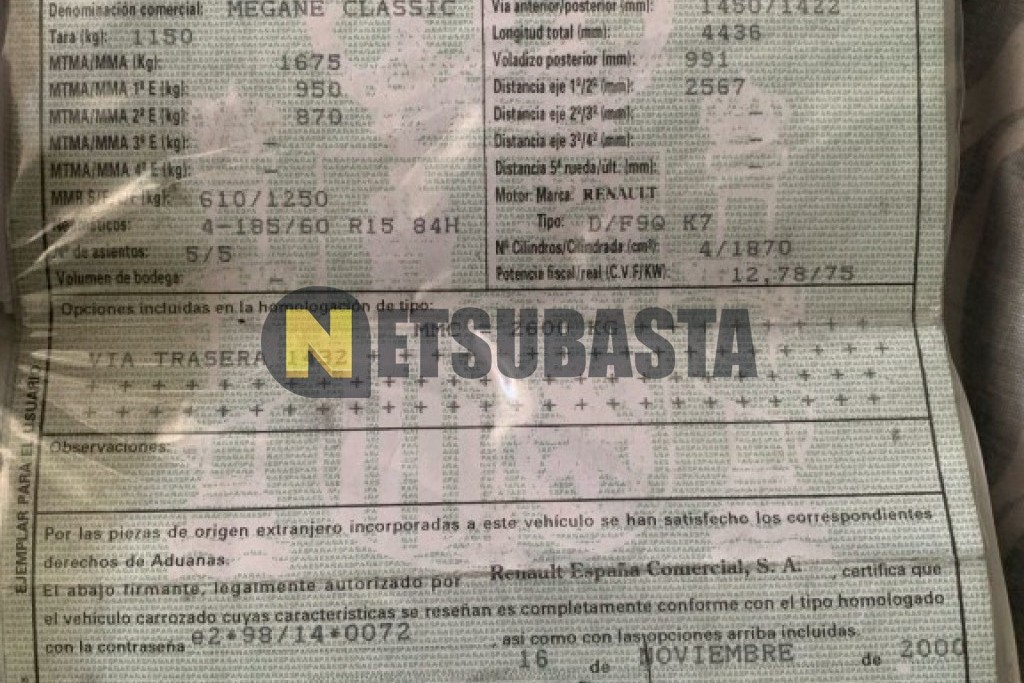 Denominación comercial: MEGANE CLASSIC
Tara (kg): 1150
MTMA/MMA (Kg): 1675
MTMA/MMA 1º E (kg): 950
MTMA/MMA 2º E (kg): 870
MTMA/MMA 3º E (kg): -
MTMA/MMA 4º E (kg): -
MMR S/ (kg): 610/1250
Neumáticos: 4-185/60 R15 84H
Nº de asientos: 5/5
Volumen de bodega: -
Vía anterior/posterior (mm): 1450/1422
Longitud total (mm): 4436
Voladizo posterior (mm): 991
Distancia eje 1º/2º (mm): 2567
Distancia eje 2º/3º (mm): -
Distancia eje 3º/4º (mm): -
Distancia 5ª rueda/últ. (mm): -
Motor: Marca: RENAULT
Tipo: D/F9Q K7
Nº Cilindros/Cilindrada (cm³): 4/1870
Potencia fiscal/real (C.V.F/KW): 12,78/75
Opciones incluidas en la homologación de tipo:
MMC = 2600 KG + + + + + + +
VIA TRASERA 1432 + + + + + + + + + + + + + + + +
+ + + + + + + + + + + + + + + + + + + + + + + +
+ + + + + + + + + + + + + + + + + + + + + + + +
NETSUBASTA
Observaciones:
EJEMPLAR PARA EL USUARIO
Por las piezas de origen extranjero incorporadas a este vehículo se han satisfecho los correspondientes
derechos de Aduanas.
El abajo firmante, legalmente autorizado por Renault España Comercial, S. A. , certifica que
el vehículo carrozado cuyas características se reseñan es completamente conforme con el tipo homologado
con la contraseña e2*98/14*0072 , así como con las opciones arriba incluidas.
16 de NOVIEMBRE de 2000